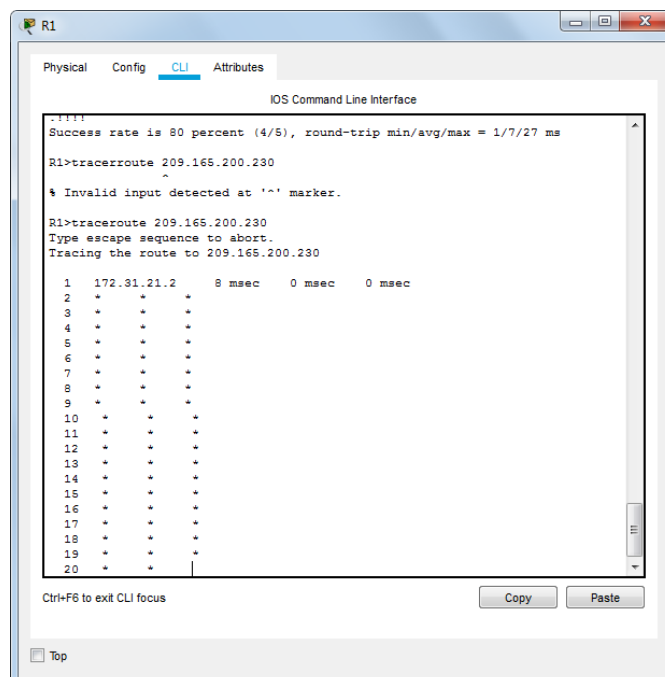 R1
Physical Config CLI Attributes
IOS Command Line Interface
.!!!!
Success rate is 80 percent (4/5), round-trip min/avg/max = 1/7/27 ms
R1>tracerroute 209.165.200.230
^
% Invalid input detected at '^' marker.
R1>traceroute 209.165.200.230
Type escape sequence to abort.
Tracing the route to 209.165.200.230
1 172.31.21.2 8 msec 0 msec 0 msec
2 * * *
3 * * *
4 * * *
5 * * *
6 * * *
7 * * *
8 * * *
9 * * *
10 * * *
11 * * *
12 * * *
13 * * *
14 * * *
15 * * *
16 * * *
17 * * *
18 * * *
19 * * *
20 * *
Ctrl+F6 to exit CLI focus
Copy Paste
Top